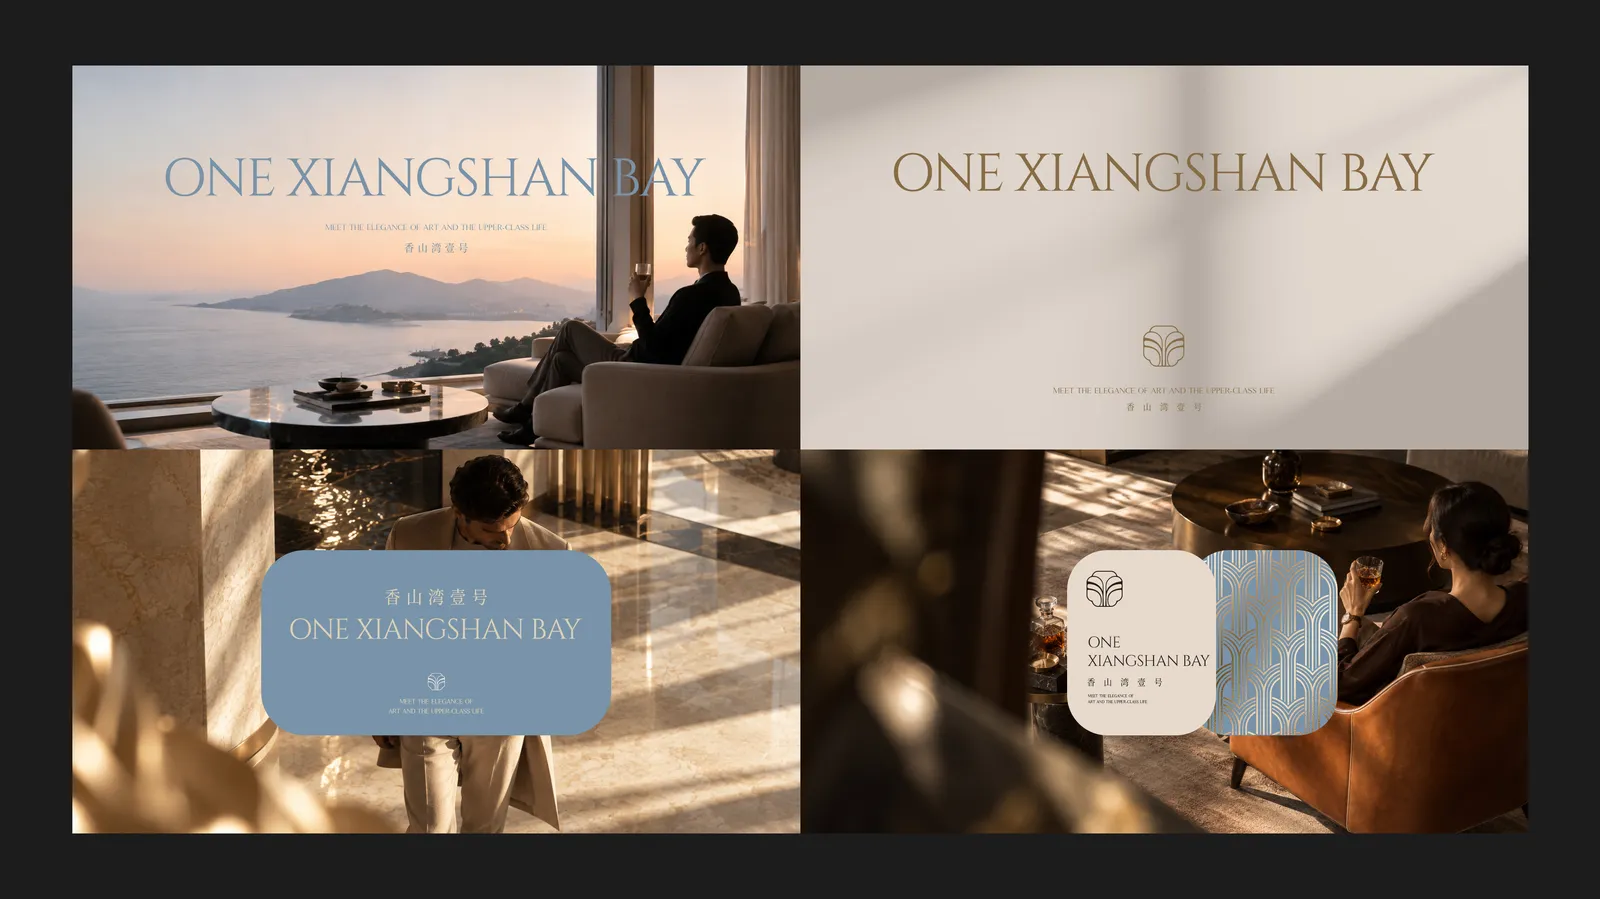 ONE XIANGSHAN BAY
MEET THE ELEGANCE OF ART AND THE UPPER-CLASS LIFE
香山湾壹号
ONE XIANGSHAN BAY
MEET THE ELEGANCE OF ART AND THE UPPER-CLASS LIFE
香山湾壹号
香山湾壹号
ONE XIANGSHAN BAY
MEET THE ELEGANCE OF
ART AND THE UPPER-CLASS LIFE
ONE
XIANGSHAN BAY
香山湾壹号
MEET THE ELEGANCE OF
ART AND THE UPPER-CLASS LIFE